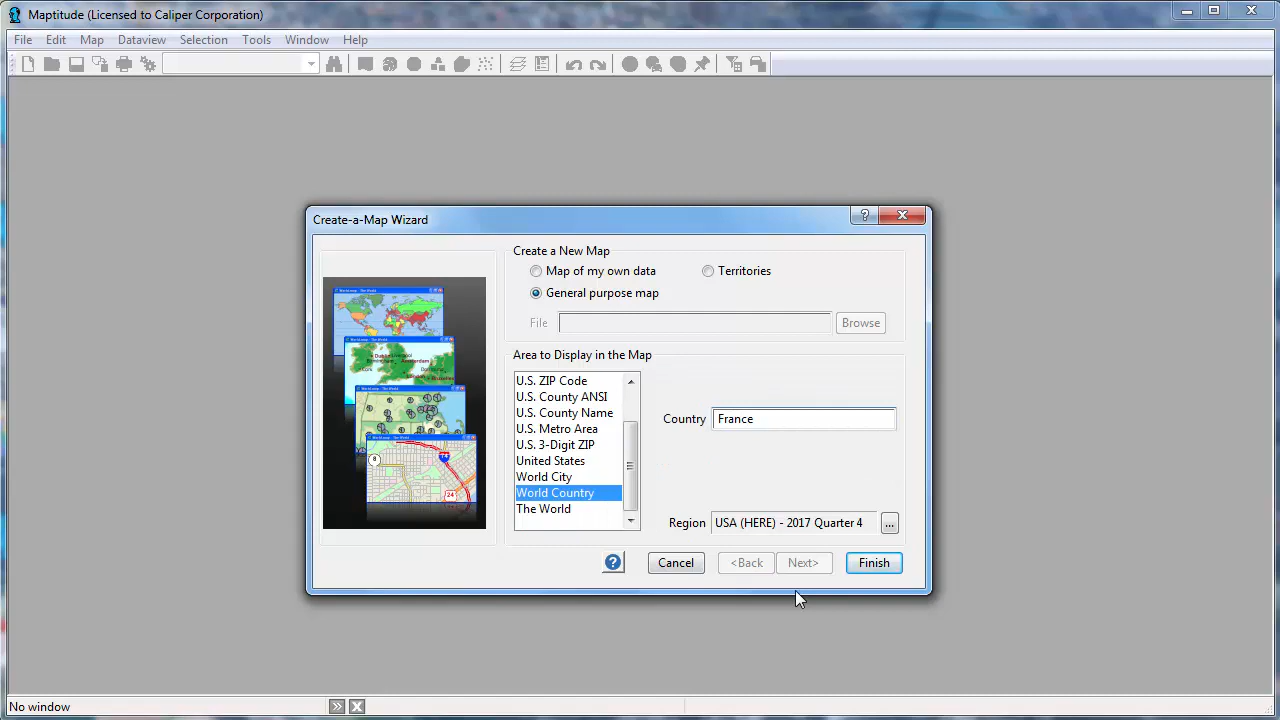 Maptitude (Licensed to Caliper Corporation)
File Edit Map Dataview Selection Tools Window Help
Create-a-Map Wizard
Create a New Map
Map of my own data
Territories
General purpose map
File
Browse
Area to Display in the Map
U.S. ZIP Code
U.S. County ANSI
U.S. County Name
U.S. Metro Area
U.S. 3-Digit ZIP
United States
World City
World Country
The World
Country France
Region USA (HERE) - 2017 Quarter 4 ...
Cancel <Back Next> Finish
No window